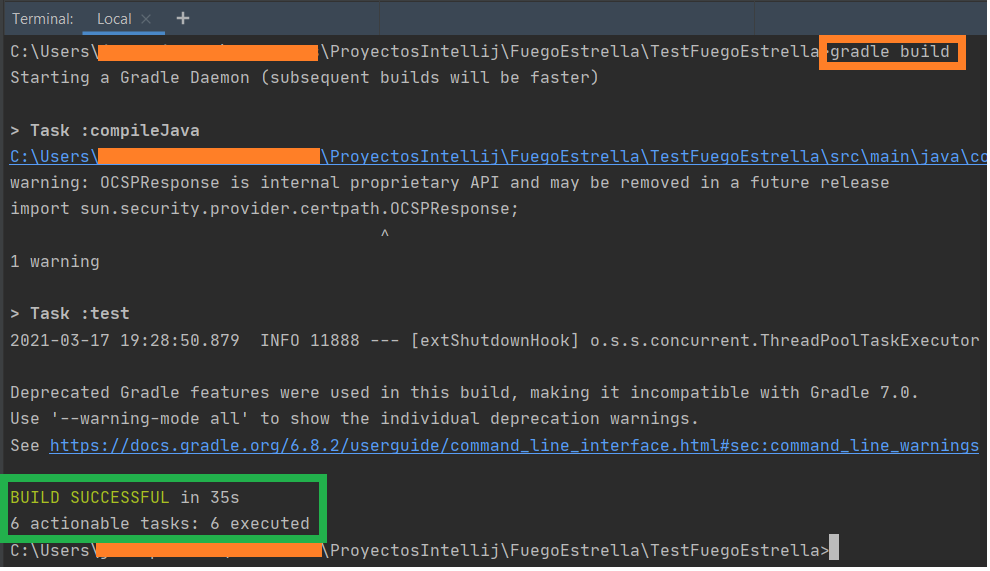 Terminal: Local × +
C:\Users\ \ProyectosIntellij\FuegoEstrella\TestFuegoEstrella>gradle build
Starting a Gradle Daemon (subsequent builds will be faster)
> Task :compileJava
C:\Users\ \ProyectosIntellij\FuegoEstrella\TestFuegoEstrella\src\main\java\co
warning: OCSPResponse is internal proprietary API and may be removed in a future release
import sun.security.provider.certpath.OCSPResponse;
^
1 warning
> Task :test
2021-03-17 19:28:50.879  INFO 11888 --- [extShutdownHook] o.s.s.concurrent.ThreadPoolTaskExecutor
Deprecated Gradle features were used in this build, making it incompatible with Gradle 7.0.
Use '--warning-mode all' to show the individual deprecation warnings.
See https://docs.gradle.org/6.8.2/userguide/command_line_interface.html#sec:command_line_warnings
BUILD SUCCESSFUL in 35s
6 actionable tasks: 6 executed
C:\Users\ \ProyectosIntellij\FuegoEstrella\TestFuegoEstrella>